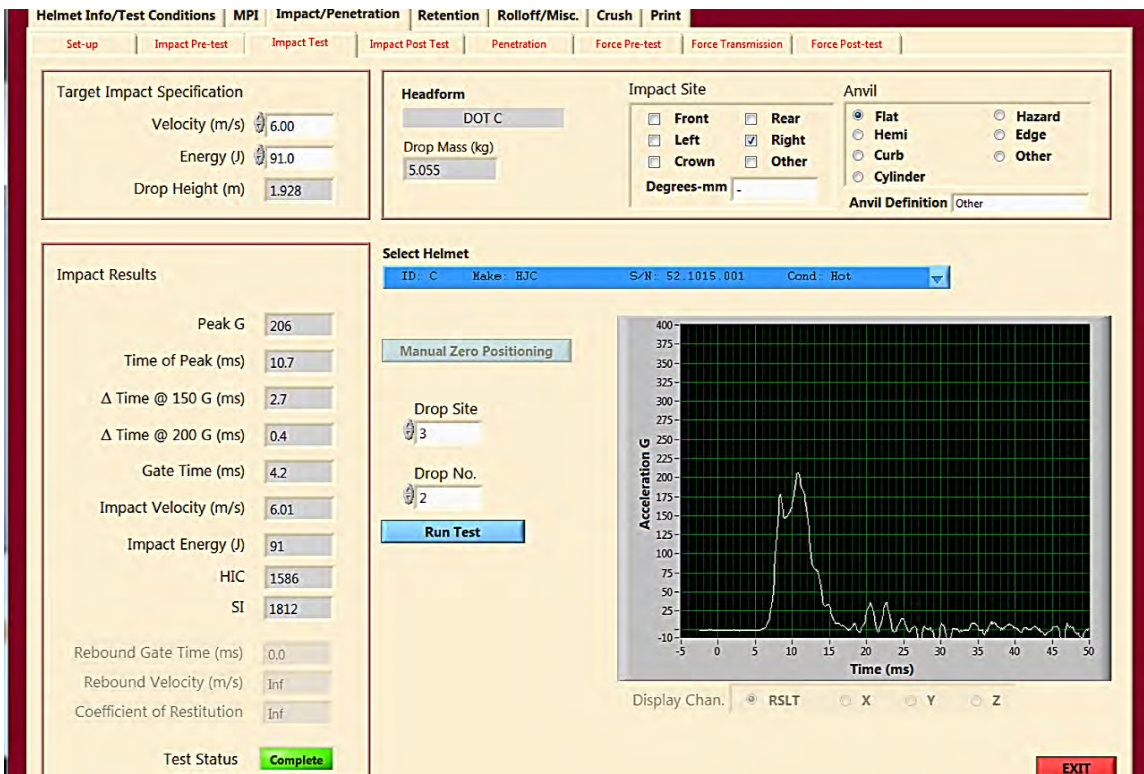 Helmet Info/Test Conditions MPI Impact/Penetration Retention Rolloff/Misc. Crush Print
Set-up Impact Pre-test Impact Test Impact Post Test Penetration Force Pre-test Force Transmission Force Post-test
Target Impact Specification
Velocity (m/s) 6.00
Energy (J) 91.0
Drop Height (m) 1.928
Headform
DOT C
Drop Mass (kg)
5.055
Impact Site
Front Rear
Left Right
Crown Other
Degrees-mm -
Anvil
Flat Hazard
Hemi Edge
Curb Other
Cylinder
Anvil Definition Other
Impact Results
Peak G 206
Time of Peak (ms) 10.7
Δ Time @ 150 G (ms) 2.7
Δ Time @ 200 G (ms) 0.4
Gate Time (ms) 4.2
Impact Velocity (m/s) 6.01
Impact Energy (J) 91
HIC 1586
SI 1812
Rebound Gate Time (ms) 0.0
Rebound Velocity (m/s) Inf
Coefficient of Restitution Inf
Test Status Complete
Select Helmet
ID: C Make: HJC S/N: 52.1015.001 Cond: Hot
Manual Zero Positioning
Drop Site
3
Drop No.
2
Run Test
Acceleration G
400
375
350
325
300
275
250
225
200
175
150
125
100
75
50
25
-10
-5 0 5 10 15 20 25 30 35 40 45 50
Time (ms)
Display Chan. RSLT X Y Z
EXIT